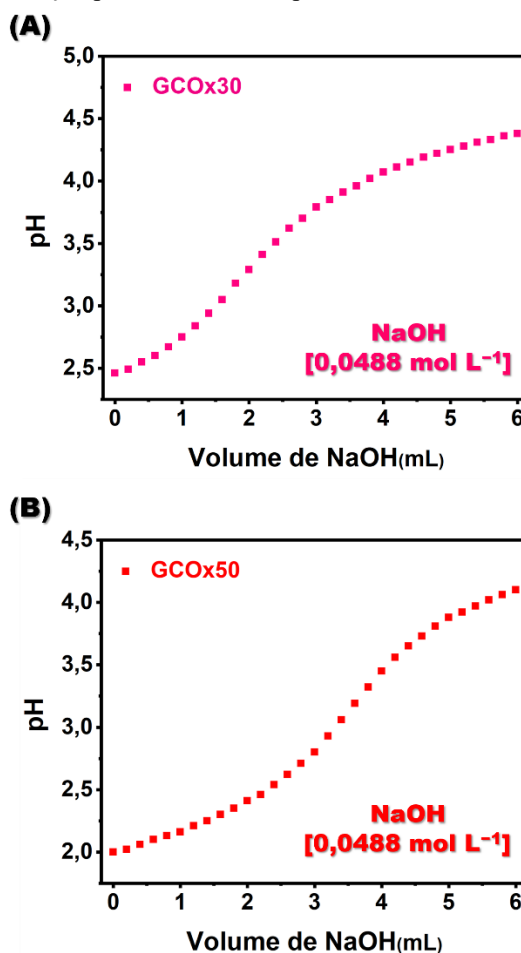 (A)
5,0
GCOx30
4,5
4,0
pH
3,5
3,0
NaOH
2,5
[0,0488 mol L⁻¹]
0 1 2 3 4 5 6
Volume de NaOH(mL)
(B)
4,5
GCOx50
4,0
3,5
pH
3,0
2,5
NaOH
2,0
[0,0488 mol L⁻¹]
0 1 2 3 4 5 6
Volume de NaOH(mL)